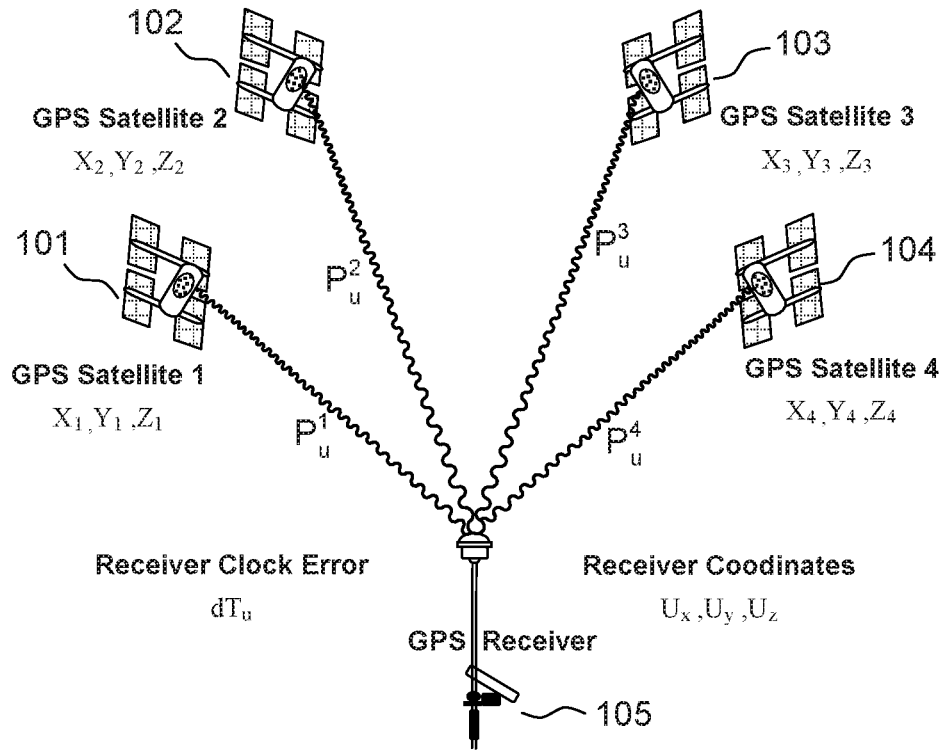 102
103
GPS Satellite 2
X₂ ,Y₂ ,Z₂
GPS Satellite 3
X₃ ,Y₃ ,Z₃
101
104
P²ᵤ
P³ᵤ
GPS Satellite 1
X₁ ,Y₁ ,Z₁
GPS Satellite 4
X₄ ,Y₄ ,Z₄
P¹ᵤ
P⁴ᵤ
Receiver Clock Error
dTᵤ
Receiver Coodinates
Uₓ ,Uᵧ ,U_z
GPS Receiver
105